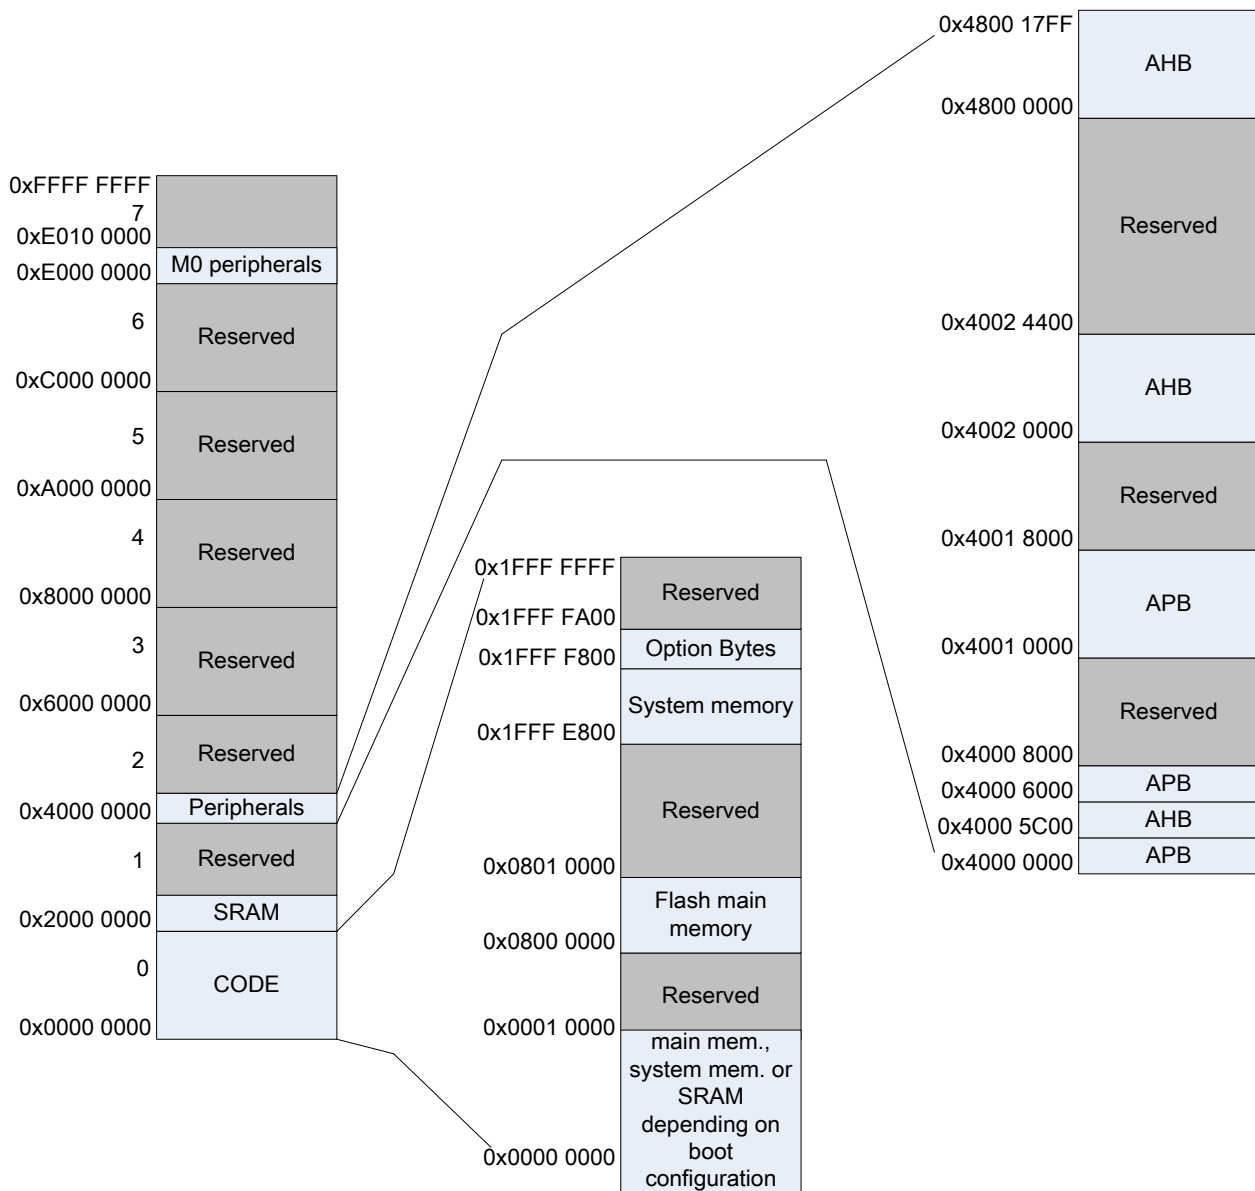 0xFFFF FFFF
7
0xE010 0000
M0 peripherals
0xE000 0000
6
Reserved
0xC000 0000
5
Reserved
0xA000 0000
4
Reserved
0x8000 0000
3
Reserved
0x6000 0000
2
Reserved
Peripherals
0x4000 0000
1
Reserved
SRAM
0x2000 0000
0
CODE
0x0000 0000
0x1FFF FFFF
Reserved
0x1FFF FA00
Option Bytes
0x1FFF F800
System memory
0x1FFF E800
Reserved
0x0801 0000
Flash main
memory
0x0800 0000
Reserved
0x0001 0000
main mem.,
system mem. or
SRAM
depending on
boot
configuration
0x0000 0000
0x4800 17FF
AHB
0x4800 0000
Reserved
0x4002 4400
AHB
0x4002 0000
Reserved
0x4001 8000
APB
0x4001 0000
Reserved
0x4000 8000
APB
0x4000 6000
AHB
0x4000 5C00
APB
0x4000 0000